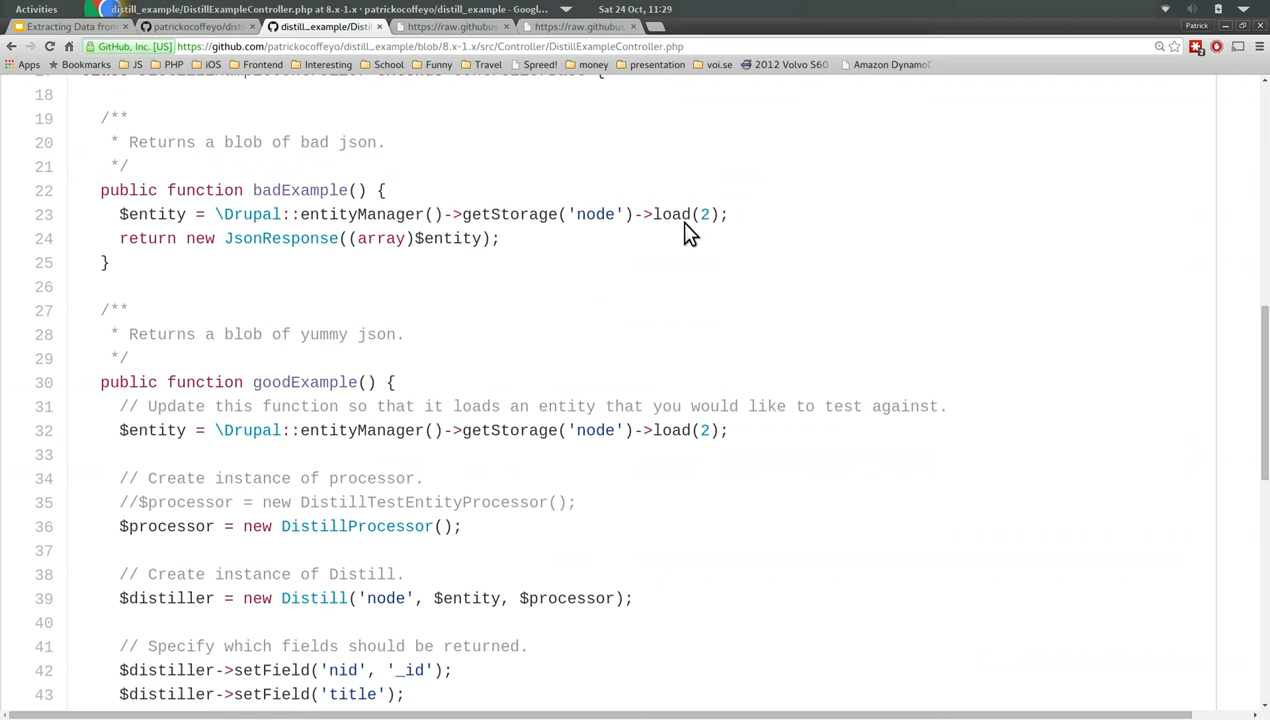 Activities
distill_example/DistillExampleController.php at 8.x-1.x · patrickocoffeyo/distill_example - Googl...
Sat 24 Oct, 11:29
Extracting Data from
patrickocoffeyo/dist
distill_example/Disti
https://raw.githubus
https://raw.githubus
Patrick
GitHub, Inc. [US]
https://github.com/patrickocoffeyo/distill_example/blob/8.x-1.x/src/Controller/DistillExampleController.php
Apps
Bookmarks
JS
PHP
iOS
Frontend
Interesting
School
Funny
Travel
Spreed!
money
presentation
voi.se
2012 Volvo S60
Amazon Dynamo
18
19 /**
20 * Returns a blob of bad json.
21 */
22 public function badExample() {
23 $entity = \Drupal::entityManager()->getStorage('node')->load(2);
24 return new JsonResponse((array)$entity);
25 }
26
27 /**
28 * Returns a blob of yummy json.
29 */
30 public function goodExample() {
31 // Update this function so that it loads an entity that you would like to test against.
32 $entity = \Drupal::entityManager()->getStorage('node')->load(2);
33
34 // Create instance of processor.
35 //$processor = new DistillTestEntityProcessor();
36 $processor = new DistillProcessor();
37
38 // Create instance of Distill.
39 $distiller = new Distill('node', $entity, $processor);
40
41 // Specify which fields should be returned.
42 $distiller->setField('nid', '_id');
43 $distiller->setField('title');